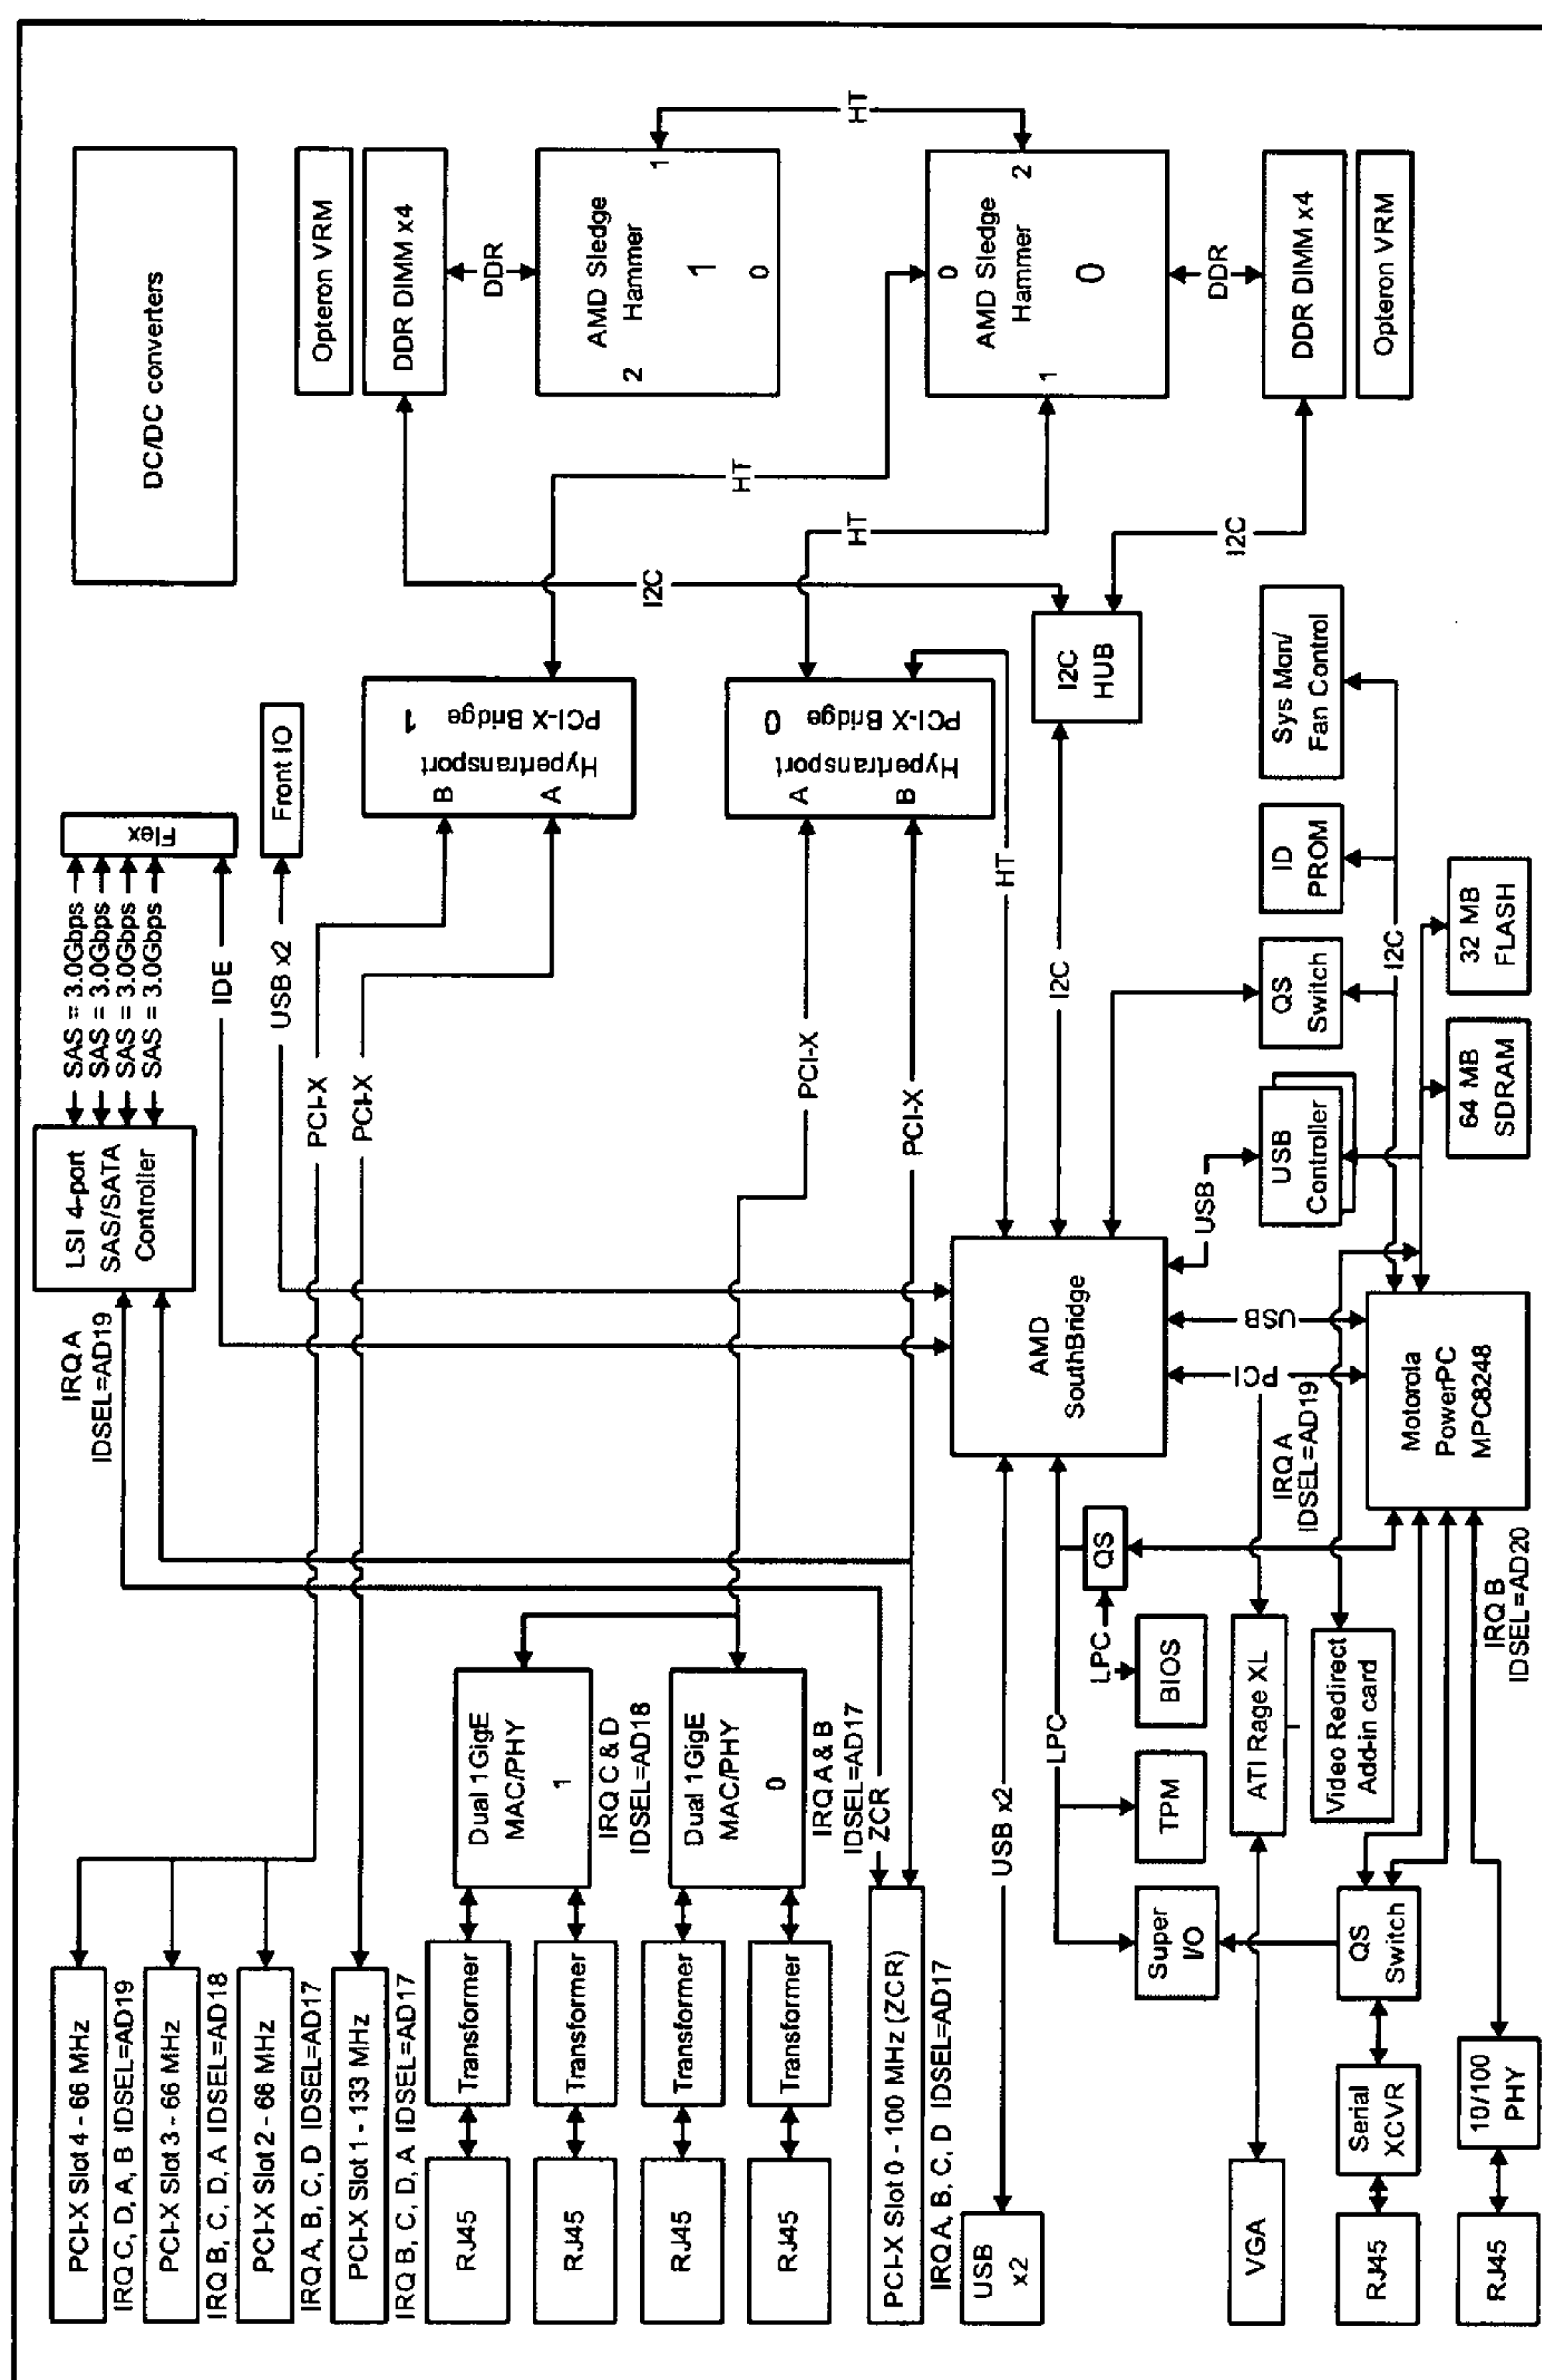 DC/DC converters
Opteron VRM
DDR DIMM x4
DDR
AMD Sledge
Hammer
1
1
2
0
HT
AMD Sledge
Hammer
0
0
1
2
DDR
DDR DIMM x4
Opteron VRM
HT
HT
I2C
I2C
Flex
Front IO
PCI-X Bridge
1
Hypertransport
B
A
PCI-X Bridge
0
Hypertransport
A
B
I2C
HUB
Sys Mon/
Fan Control
ID
PROM
QS
Switch
USB
Controller
32 MB
FLASH
64 MB
SDRAM
SAS = 3.0Gbps
SAS = 3.0Gbps
SAS = 3.0Gbps
SAS = 3.0Gbps
IDE
USB x2
PCI-X
PCI-X
PCI-X
PCI-X
HT
I2C
I2C
USB
LSI 4-port
SAS/SATA
Controller
IRQ A
IDSEL=AD19
AMD
SouthBridge
USB
PCI
IRQ A
IDSEL=AD19
Motorola
PowerPC
MPC8248
IRQ B
IDSEL=AD20
QS
LPC
BIOS
LPC
TPM
Super
I/O
ATI Rage XL
Video Redirect
Add-in card
QS
Switch
Dual 1GigE
MAC/PHY
1
IRQ C & D
IDSEL=AD18
Dual 1GigE
MAC/PHY
0
IRQ A & B
IDSEL=AD17
ZCR
USB x2
PCI-X Slot 4 - 66 MHz
IRQ C, D, A, B IDSEL=AD19
PCI-X Slot 3 - 66 MHz
IRQ B, C, D, A IDSEL=AD18
PCI-X Slot 2 - 66 MHz
IRQ A, B, C, D IDSEL=AD17
PCI-X Slot 1 - 133 MHz
IRQ B, C, D, A IDSEL=AD17
Transformer
RJ45
Transformer
RJ45
Transformer
RJ45
Transformer
RJ45
PCI-X Slot 0 - 100 MHz (ZCR)
IRQ A, B, C, D IDSEL=AD17
USB
x2
VGA
Serial
XCVR
RJ45
10/100
PHY
RJ45